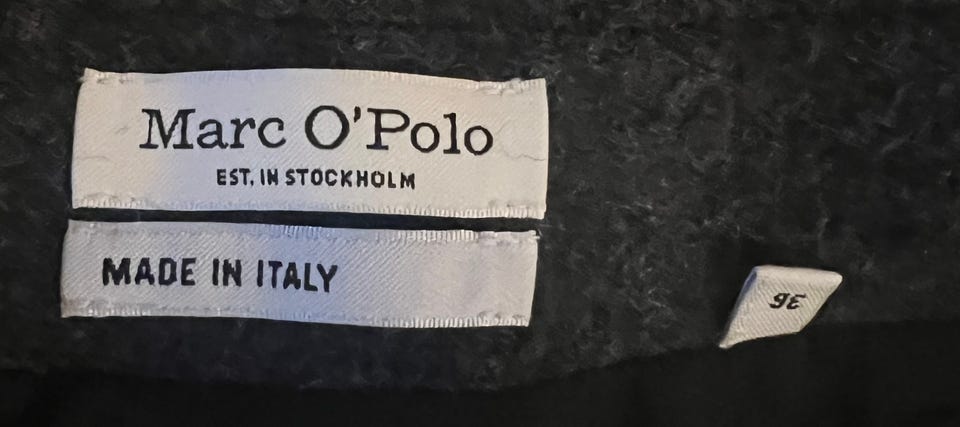 Marc O'Polo
EST. IN STOCKHOLM
MADE IN ITALY
36